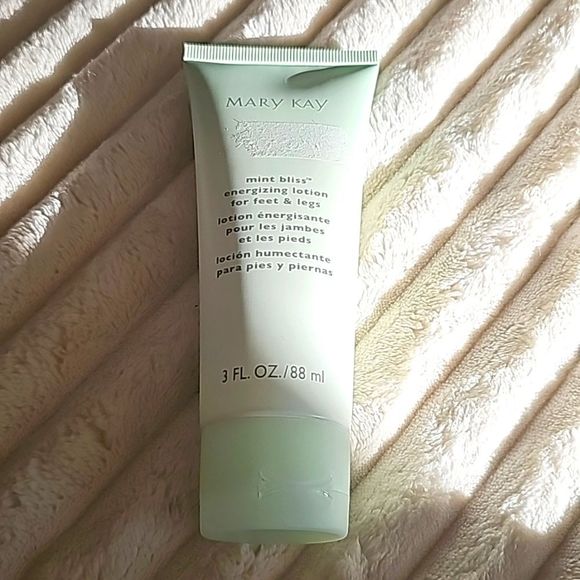 MARY KAY
mint bliss™
energizing lotion
for feet & legs
lotion énergisante
pour les jambes
et les pieds
loción humectante
para pies y piernas
3 FL. OZ./88 ml